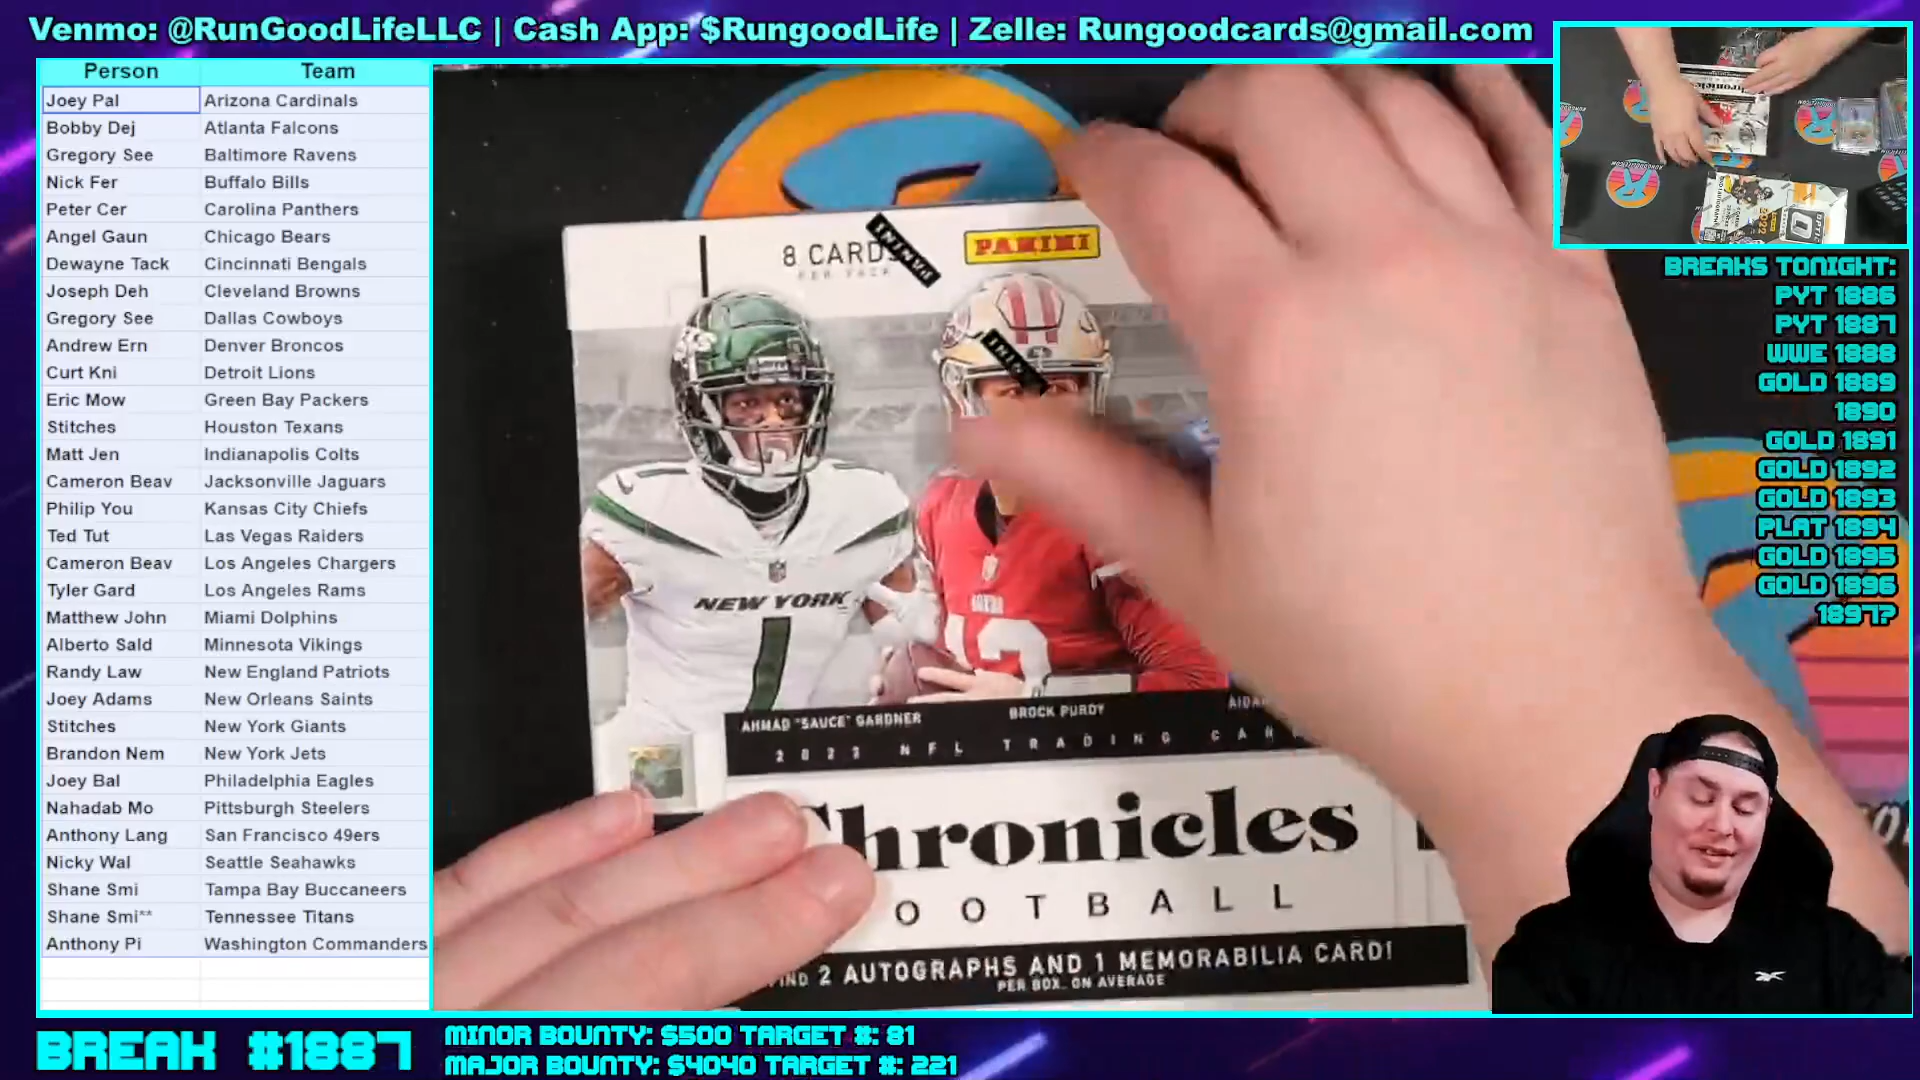 Venmo: @RunGoodLifeLLC | Cash App: $RungoodLife | Zelle: Rungoodcards@gmail.com
Person Team
Joey Pal Arizona Cardinals
Bobby Dej Atlanta Falcons
Gregory See Baltimore Ravens
Nick Fer Buffalo Bills
Peter Cer Carolina Panthers
Angel Gaun Chicago Bears
Dewayne Tack Cincinnati Bengals
Joseph Deh Cleveland Browns
Gregory See Dallas Cowboys
Andrew Ern Denver Broncos
Curt Kni Detroit Lions
Eric Mow Green Bay Packers
Stitches Houston Texans
Matt Jen Indianapolis Colts
Cameron Beav Jacksonville Jaguars
Philip You Kansas City Chiefs
Ted Tut Las Vegas Raiders
Cameron Beav Los Angeles Chargers
Tyler Gard Los Angeles Rams
Matthew John Miami Dolphins
Alberto Sald Minnesota Vikings
Randy Law New England Patriots
Joey Adams New Orleans Saints
Stitches New York Giants
Brandon Nem New York Jets
Joey Bal Philadelphia Eagles
Nahadab Mo Pittsburgh Steelers
Anthony Lang San Francisco 49ers
Nicky Wal Seattle Seahawks
Shane Smi Tampa Bay Buccaneers
Shane Smi** Tennessee Titans
Anthony Pi Washington Commanders
8 CARDS
PER PACK
PANINI
PANINI
NEW YORK
1
13
AHMAD "SAUCE" GARDNER BROCK PURDY
2022 NFL TRADING
Chronicles
FOOTBALL
2 AUTOGRAPHS AND 1 MEMORABILIA CARD!
PER BOX, ON AVERAGE
BREAKS TONIGHT:
PYT 1886
PYT 1887
WWE 1888
GOLD 1889
1890
GOLD 1891
GOLD 1892
GOLD 1893
PLAT 1894
GOLD 1895
GOLD 1896
1897?
BREAK #1887
MINOR BOUNTY: $500 TARGET #: 81
MAJOR BOUNTY: $4040 TARGET #: 221